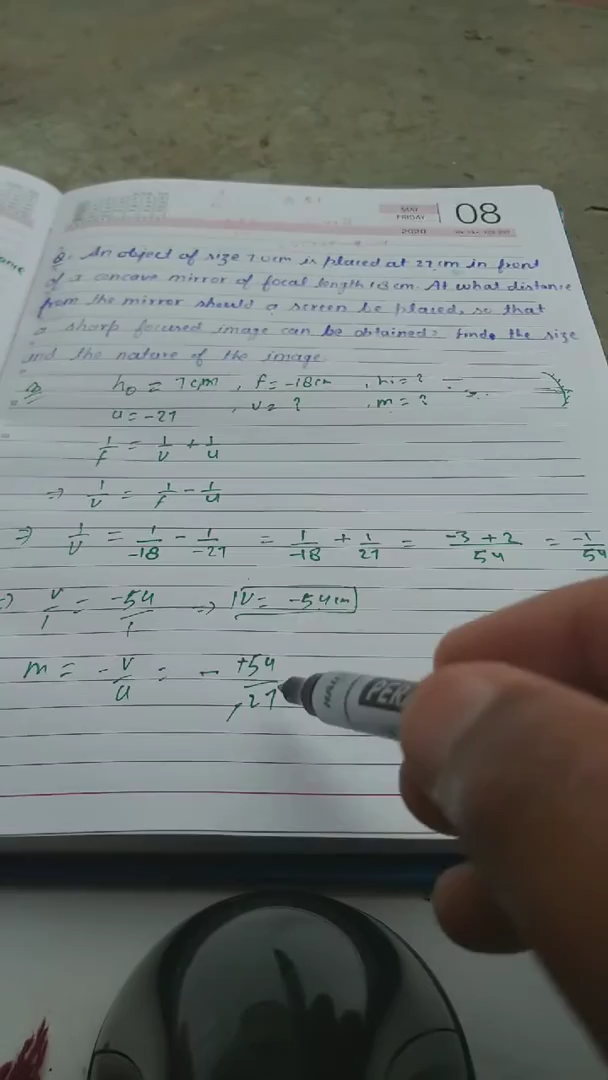 MAY
FRIDAY
08
2020
Q. An object of size 7.0cm is placed at 27cm in front
of a concave mirror of focal length 18cm. At what distance
from the mirror should a screen be placed, so that
a sharp focused image can be obtained? Find the size
and the nature of the image.
h₀ = 7cm , f = -18cm , hᵢ = ?
u = -27 , v = ? m = ?
1/f = 1/v + 1/u
⇒ 1/v = 1/f - 1/u
⇒ 1/v = 1/-18 - 1/-27 = 1/-18 + 1/27 = -3+2/54 = -1/54
⇒ v/1 = -54/1 ⇒ v = -54cm
m = -v/u = - +54/-27